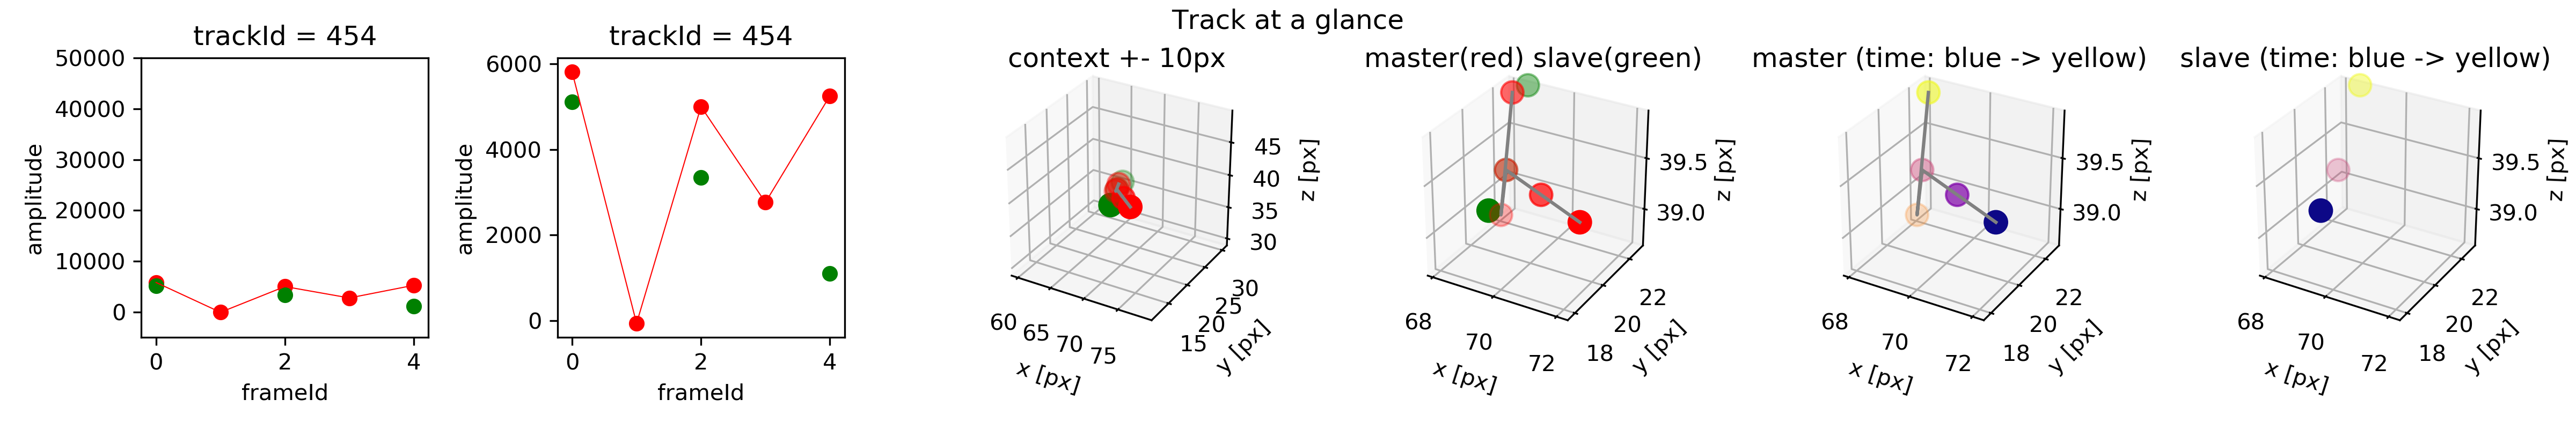 Track at a glance
trackId = 454
50000
40000
30000
20000
10000
0
amplitude
0 2 4
frameId
trackId = 454
6000
4000
2000
0
amplitude
0 2 4
frameId
context +- 10px
45
40
35
30
z [px]
60 65 70 75
x [px]
15 20 25 30
y [px]
master(red) slave(green)
39.5
39.0
z [px]
68 70 72
x [px]
18 20 22
y [px]
master (time: blue -> yellow)
39.5
39.0
z [px]
68 70 72
x [px]
18 20 22
y [px]
slave (time: blue -> yellow)
39.5
39.0
z [px]
68 70 72
x [px]
18 20 22
y [px]